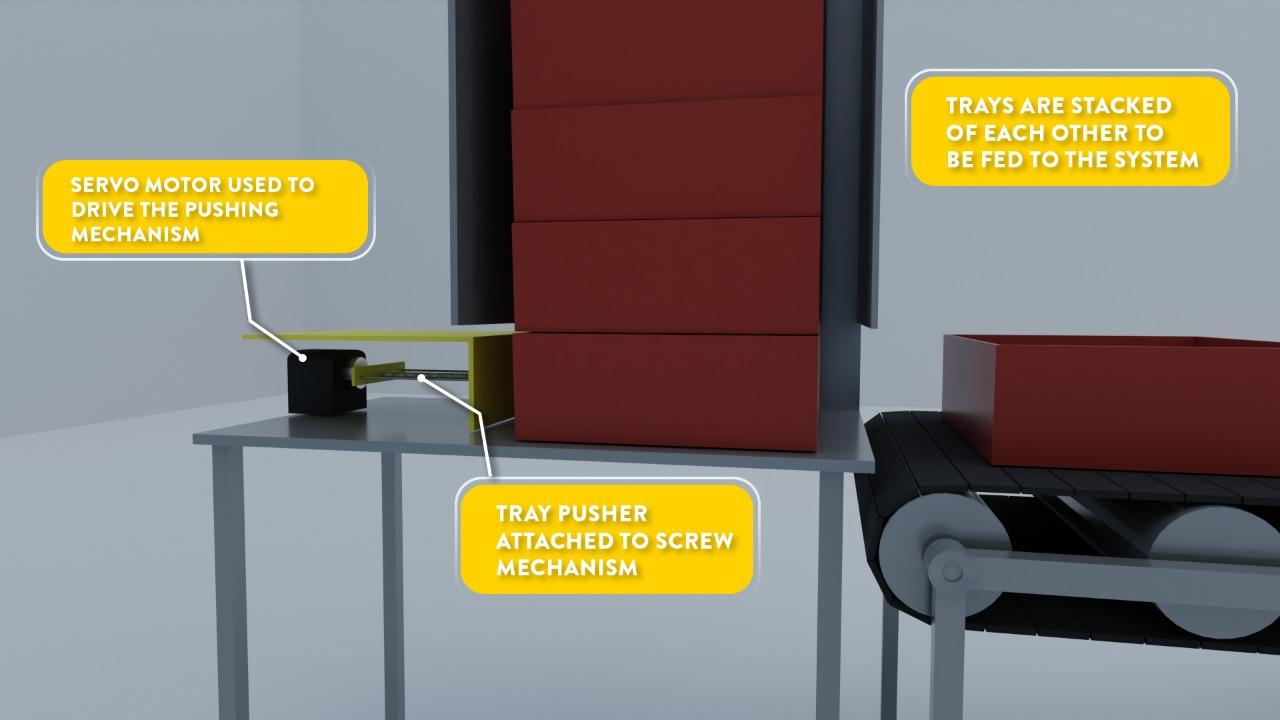 TRAYS ARE STACKED
OF EACH OTHER TO
BE FED TO THE SYSTEM
SERVO MOTOR USED TO
DRIVE THE PUSHING
MECHANISM
TRAY PUSHER
ATTACHED TO SCREW
MECHANISM